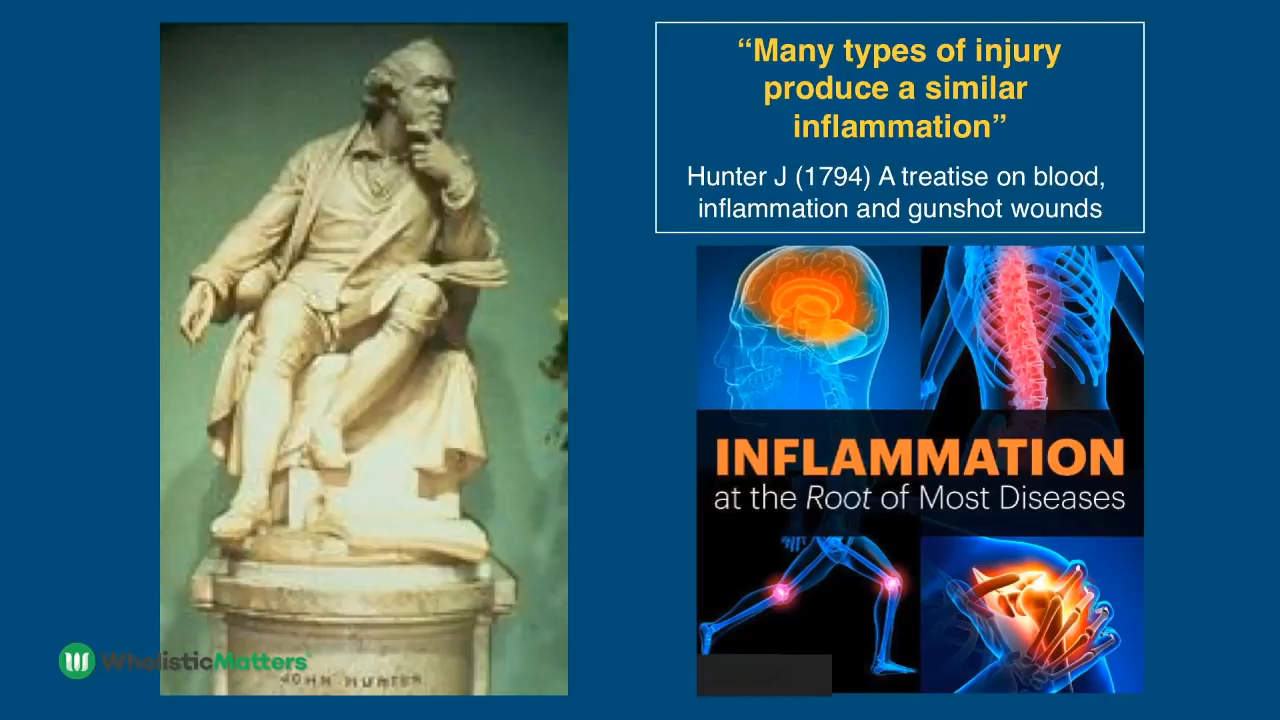 “Many types of injury
produce a similar
inflammation”
Hunter J (1794) A treatise on blood,
inflammation and gunshot wounds
INFLAMMATION
at the Root of Most Diseases
WholisticMatters
JOHN HUNTER